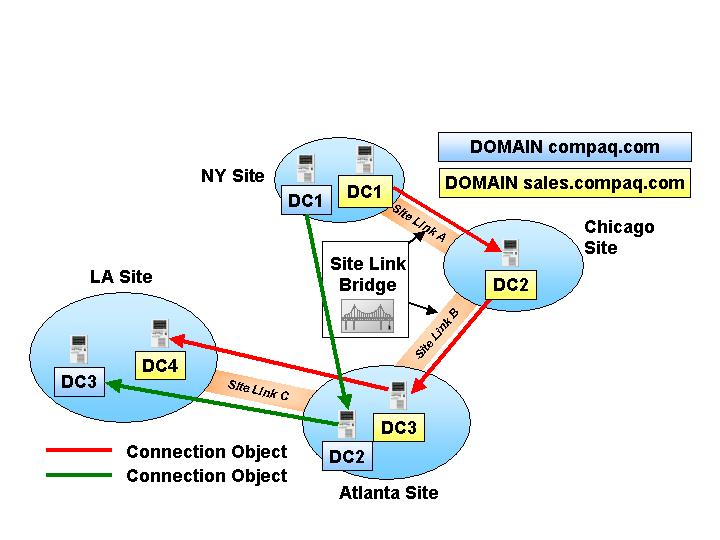 DOMAIN compaq.com
NY Site
DC1
DC1
DOMAIN sales.compaq.com
Site Link A
Chicago
Site
Site Link
Bridge
LA Site
DC2
Site Link B
DC4
DC3
Site Link C
DC3
Connection Object
DC2
Connection Object
Atlanta Site